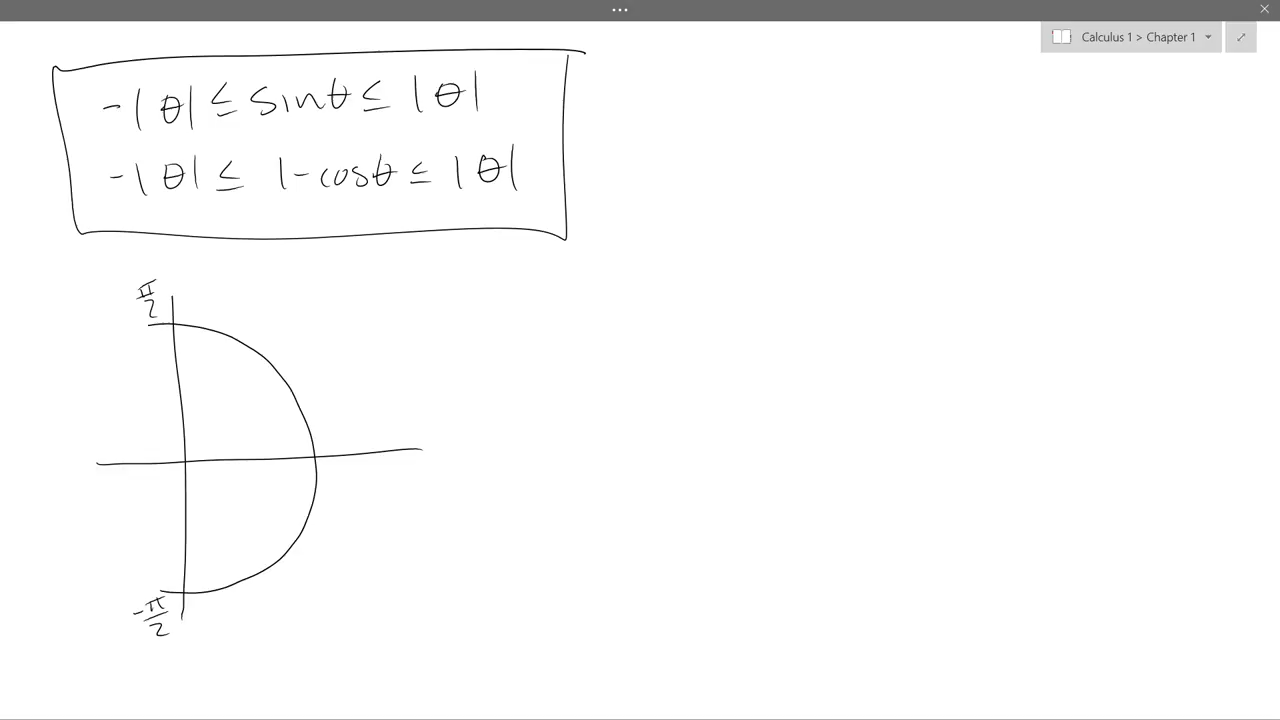 Calculus 1 > Chapter 1
-|θ| ≤ sinθ ≤ |θ|
-|θ| ≤ 1-cosθ ≤ |θ|
π/2
-π/2